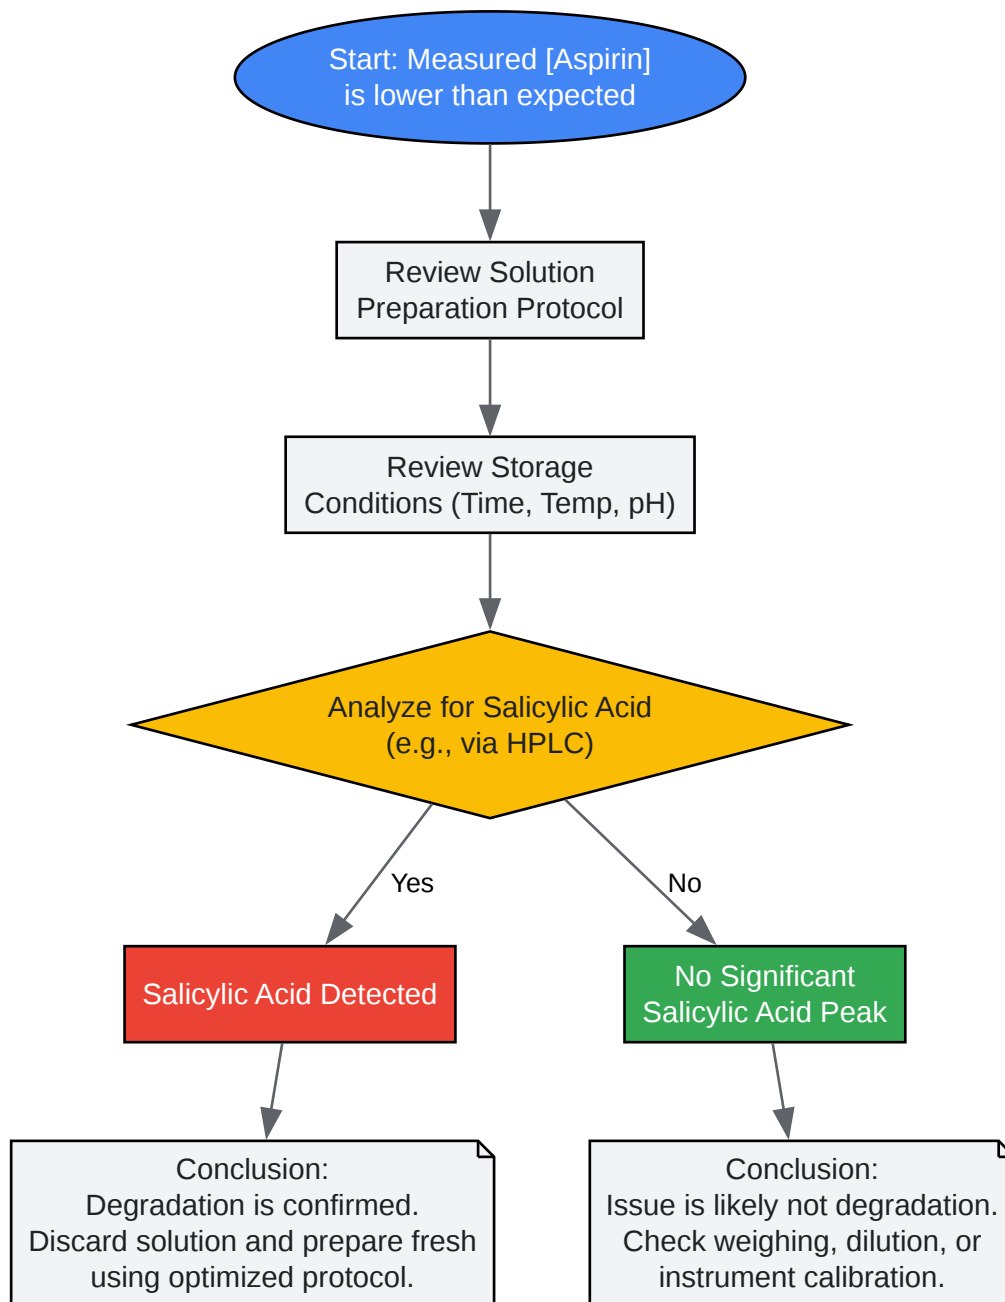 Start: Measured [Aspirin]
is lower than expected
Review Solution
Preparation Protocol
Review Storage
Conditions (Time, Temp, pH)
Analyze for Salicylic Acid
(e.g., via HPLC)
Yes
No
Salicylic Acid Detected
No Significant
Salicylic Acid Peak
Conclusion:
Degradation is confirmed.
Discard solution and prepare fresh
using optimized protocol.
Conclusion:
Issue is likely not degradation.
Check weighing, dilution, or
instrument calibration.